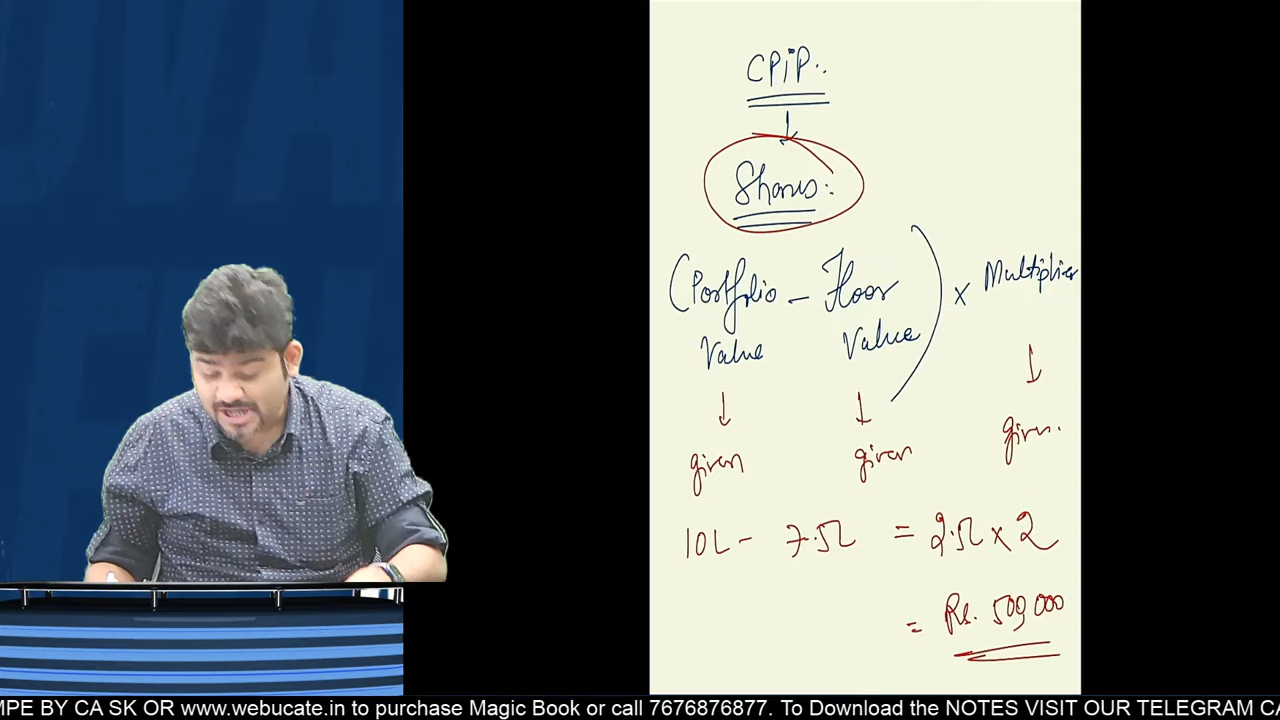 CPiP:
Shares:
(Portfolio Value - Floor Value) x Multiplier
given given given.
10L - 7.5L = 2.5L x 2
= Rs. 500000
MPE BY CA SK OR www.webucate.in to purchase Magic Book or call 7676876877. To Download the NOTES VISIT OUR TELEGRAM CA